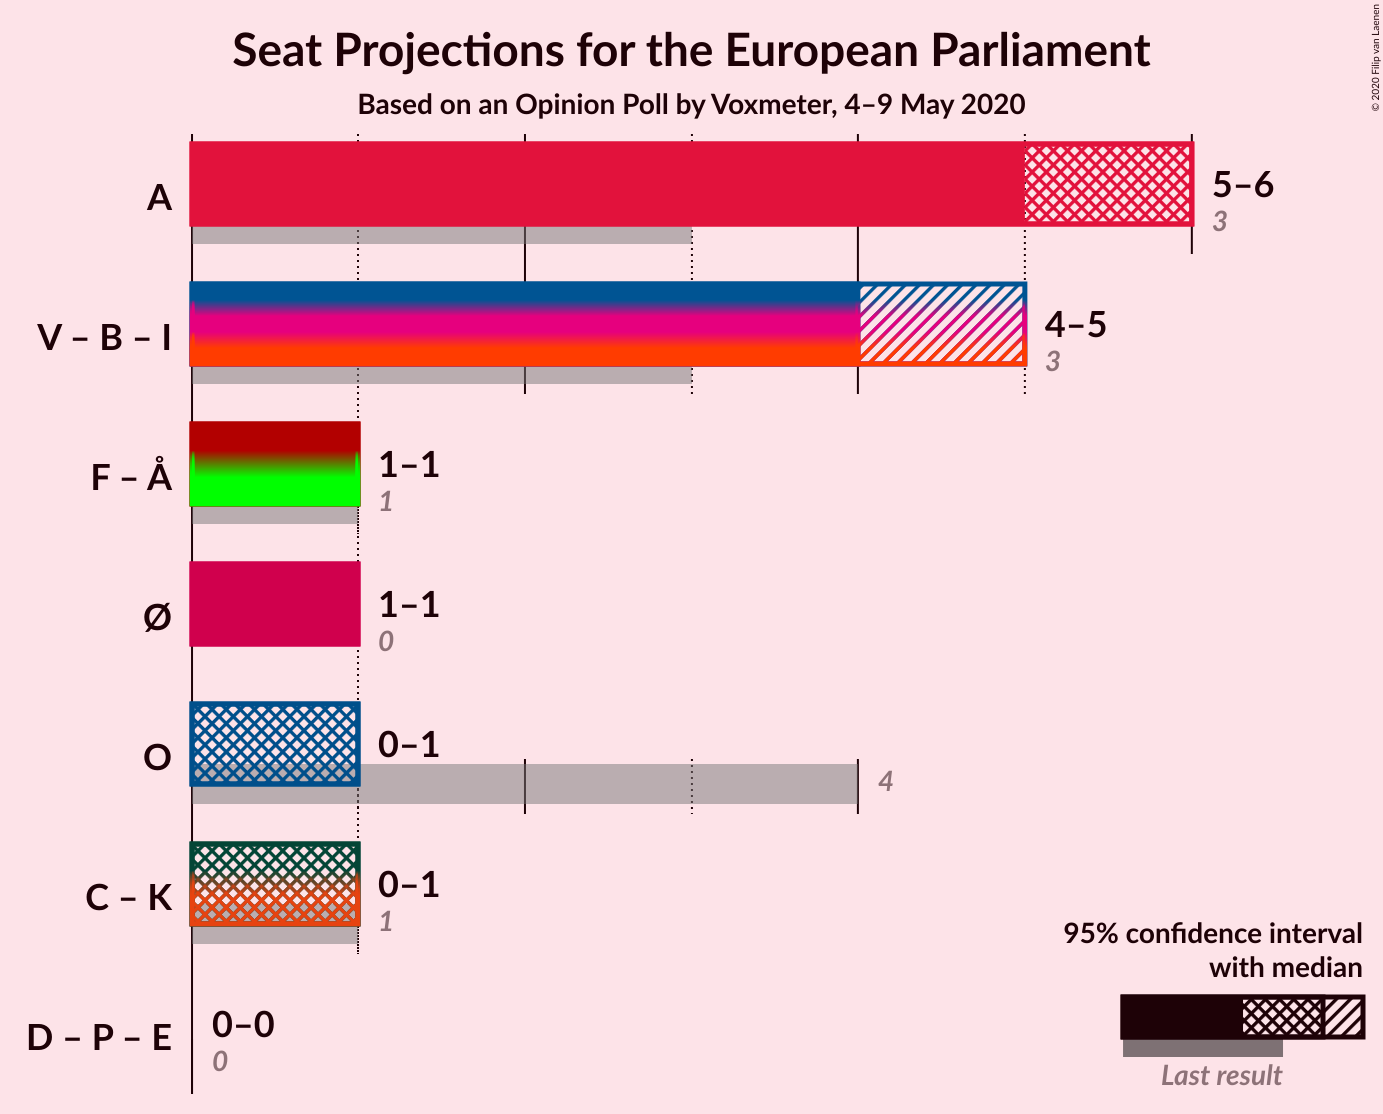 Seat Projections for the European Parliament
Based on an Opinion Poll by Voxmeter, 4–9 May 2020
© 2020 Filip van Laenen
A
5–6
3
V – B – I
4–5
3
F – Å
1–1
1
Ø
1–1
0
O
0–1
4
C – K
0–1
1
D – P – E
0–0
0
95% confidence interval
with median
Last result